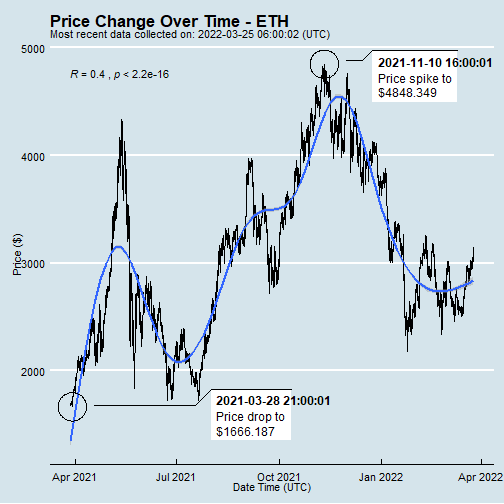 Price Change Over Time - ETH
Most recent data collected on: 2022-03-25 06:00:02 (UTC)
R = 0.4 , p < 2.2e-16
2021-11-10 16:00:01
Price spike to
$4848.349
5000
4000
3000
2000
Price ($)
2021-03-28 21:00:01
Price drop to
$1666.187
Apr 2021
Jul 2021
Oct 2021
Jan 2022
Apr 2022
Date Time (UTC)